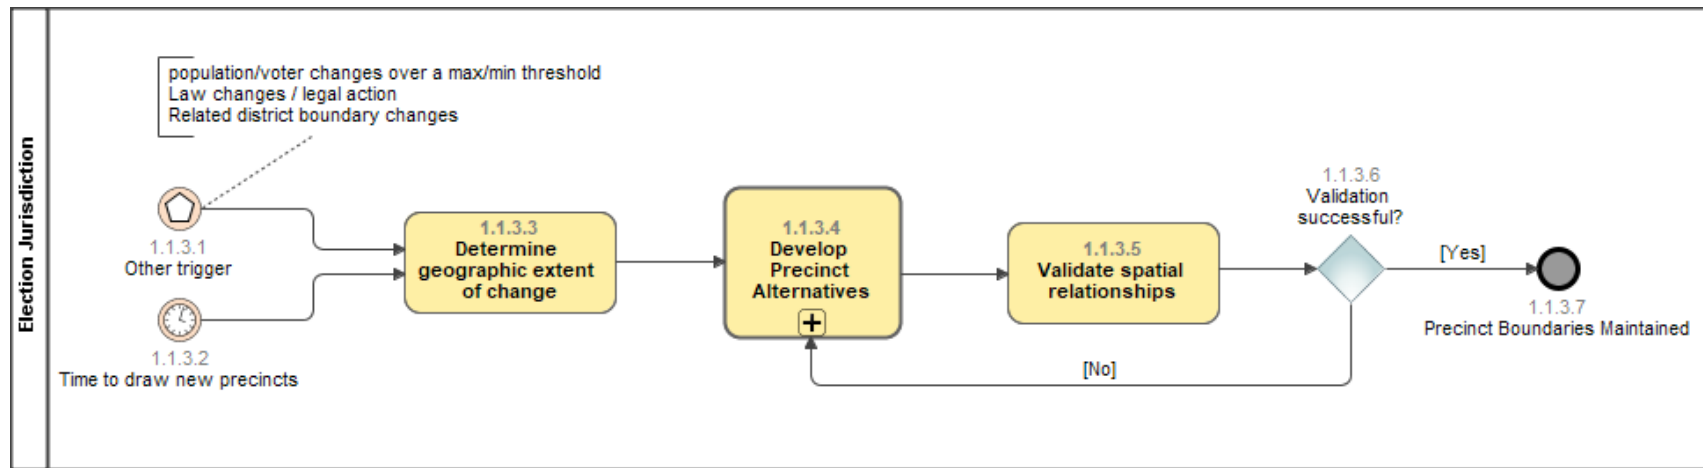 Election Jurisdiction
population/voter changes over a max/min threshold
Law changes / legal action
Related district boundary changes
1.1.3.1
Other trigger
1.1.3.2
Time to draw new precincts
1.1.3.3
Determine
geographic extent
of change
1.1.3.4
Develop
Precinct
Alternatives
1.1.3.5
Validate spatial
relationships
1.1.3.6
Validation
successful?
[Yes]
[No]
1.1.3.7
Precinct Boundaries Maintained